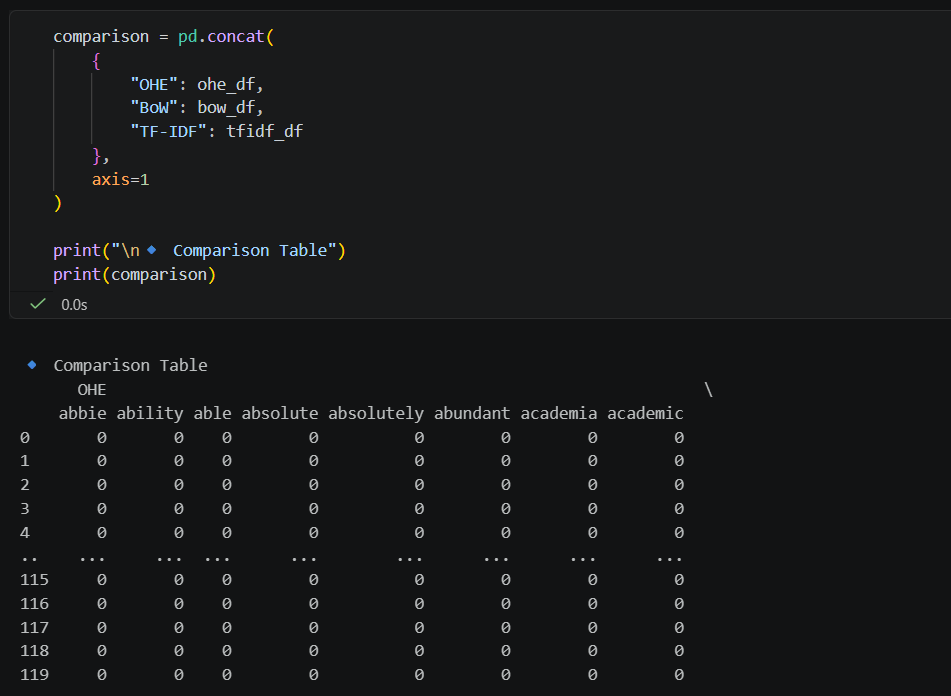 comparison = pd.concat(
    {
        "OHE": ohe_df,
        "BoW": bow_df,
        "TF-IDF": tfidf_df
    },
    axis=1
)
print("\n🔹 Comparison Table")
print(comparison)
✓ 0.0s
🔹 Comparison Table
OHE \
abbie ability able absolute absolutely abundant academia academic
0 0 0 0 0 0 0 0 0
1 0 0 0 0 0 0 0 0
2 0 0 0 0 0 0 0 0
3 0 0 0 0 0 0 0 0
4 0 0 0 0 0 0 0 0
.. ... ... ... ... ... ... ... ...
115 0 0 0 0 0 0 0 0
116 0 0 0 0 0 0 0 0
117 0 0 0 0 0 0 0 0
118 0 0 0 0 0 0 0 0
119 0 0 0 0 0 0 0 0